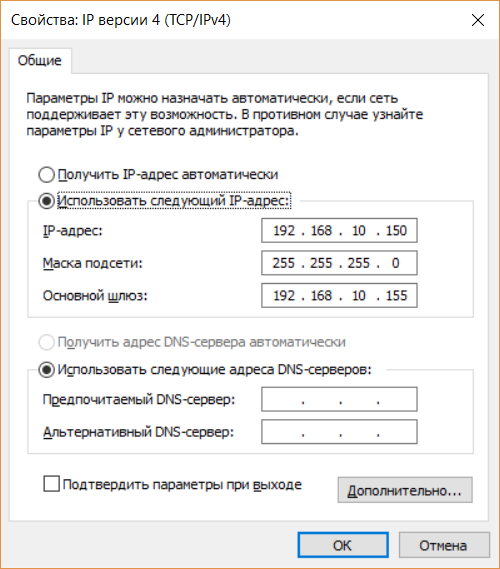 Свойства: IP версии 4 (TCP/IPv4)
Общие
Параметры IP можно назначать автоматически, если сеть
поддерживает эту возможность. В противном случае узнайте
параметры IP у сетевого администратора.
Получить IP-адрес автоматически
Использовать следующий IP-адрес:
IP-адрес: 192 . 168 . 10 . 150
Маска подсети: 255 . 255 . 255 . 0
Основной шлюз: 192 . 168 . 10 . 155
Получить адрес DNS-сервера автоматически
Использовать следующие адреса DNS-серверов:
Предпочитаемый DNS-сервер: . . .
Альтернативный DNS-сервер: . . .
Подтвердить параметры при выходе
Дополнительно...
ОК Отмена